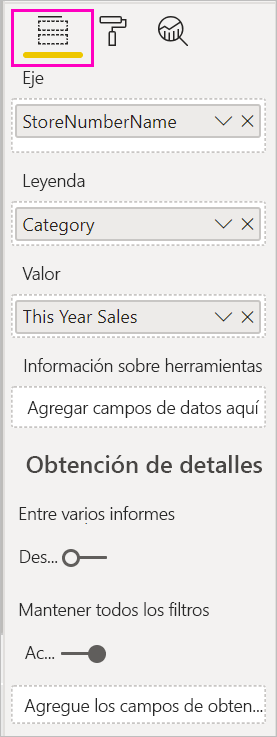 Eje
StoreNumberName
Leyenda
Category
Valor
This Year Sales
Información sobre herramientas
Agregar campos de datos aquí
Obtención de detalles
Entre varios informes
Des...
Mantener todos los filtros
Ac...
Agregue los campos de obten...